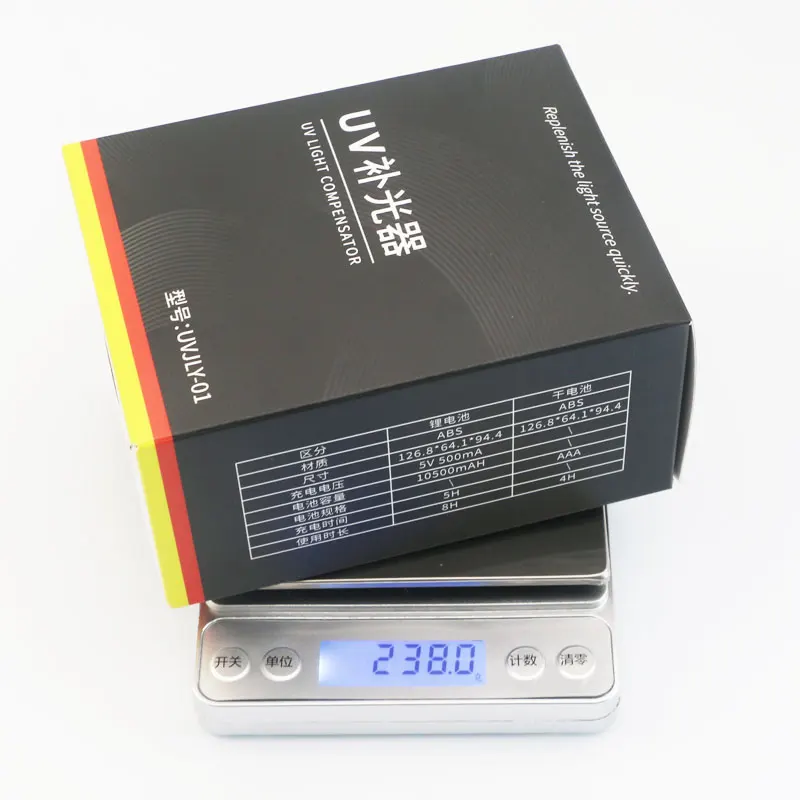 UV补光器
UV LIGHT COMPENSATOR
Replenish the light source quickly.
型号:UVJLY-01
区分 锂电池 干电池
材质 ABS ABS
尺寸 126.8*64.1*94.4 126.8*64.1*94.4
充电电压 5V 500mA \
电池容量 10500mAH \
电池规格 \ AAA
充电时间 5H \
使用时长 8H 4H
开关 单位 238.0 g 计数 清零